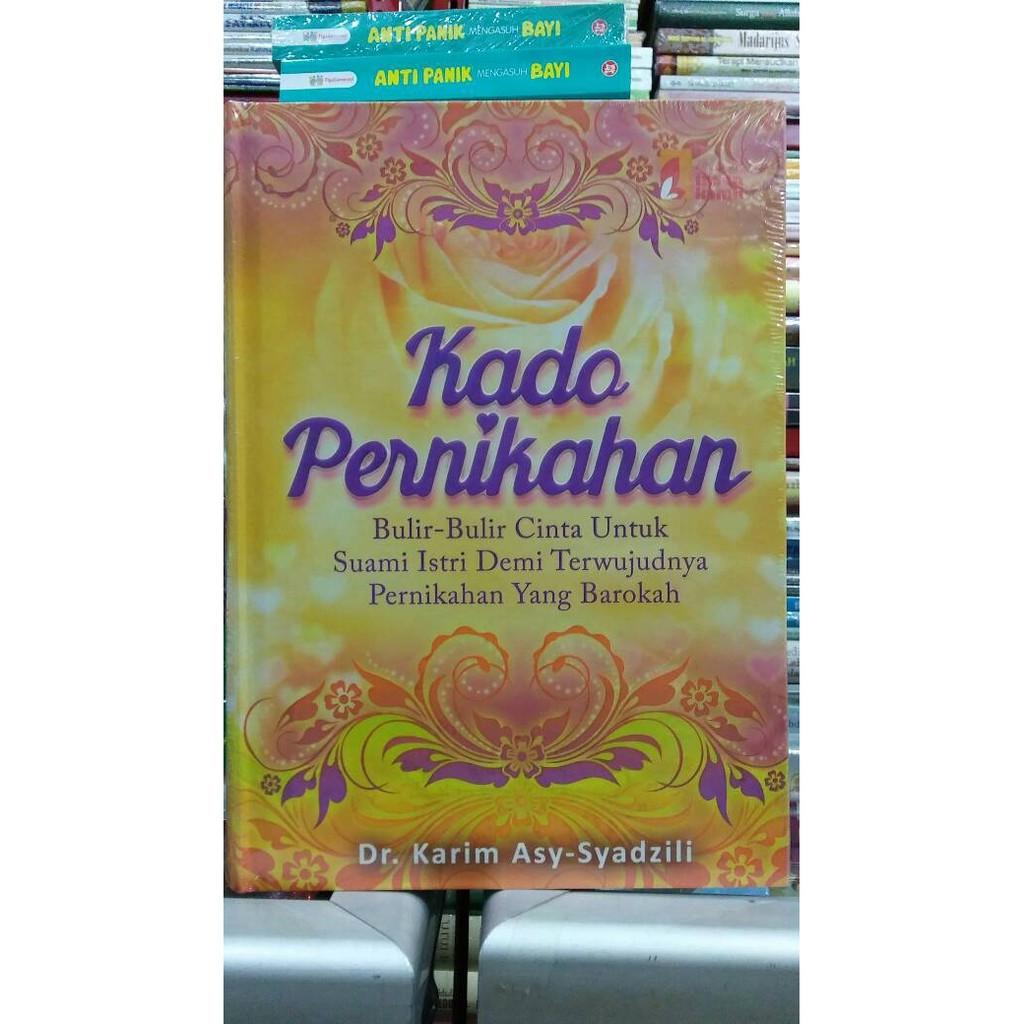 ANTI PANIK MENGASUH BAYI
ANTI PANIK MENGASUH BAYI
Madarijus
Kado
Pernikahan
Bulir-Bulir Cinta Untuk
Suami Istri Demi Terwujudnya
Pernikahan Yang Barokah
Dr. Karim Asy-Syadzili